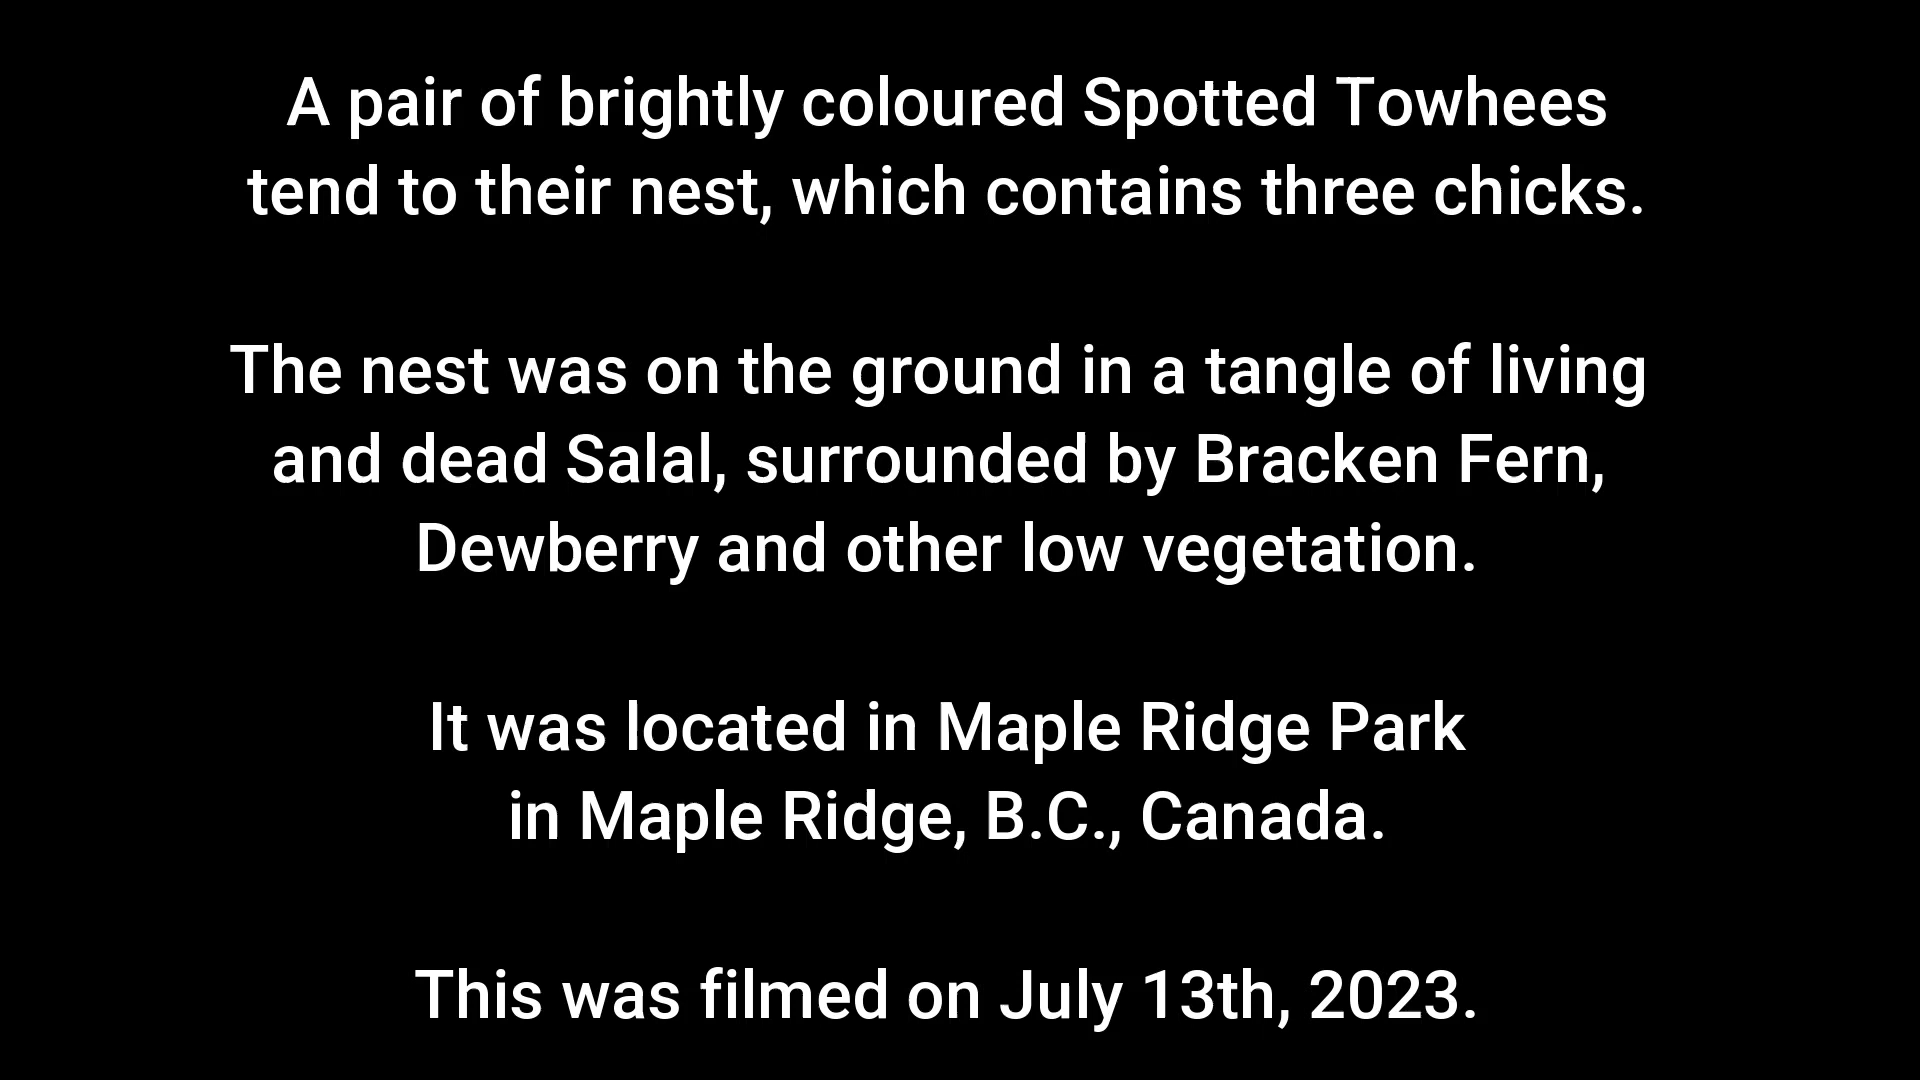 A pair of brightly coloured Spotted Towhees
tend to their nest, which contains three chicks.
The nest was on the ground in a tangle of living
and dead Salal, surrounded by Bracken Fern,
Dewberry and other low vegetation.
It was located in Maple Ridge Park
in Maple Ridge, B.C., Canada.
This was filmed on July 13th, 2023.